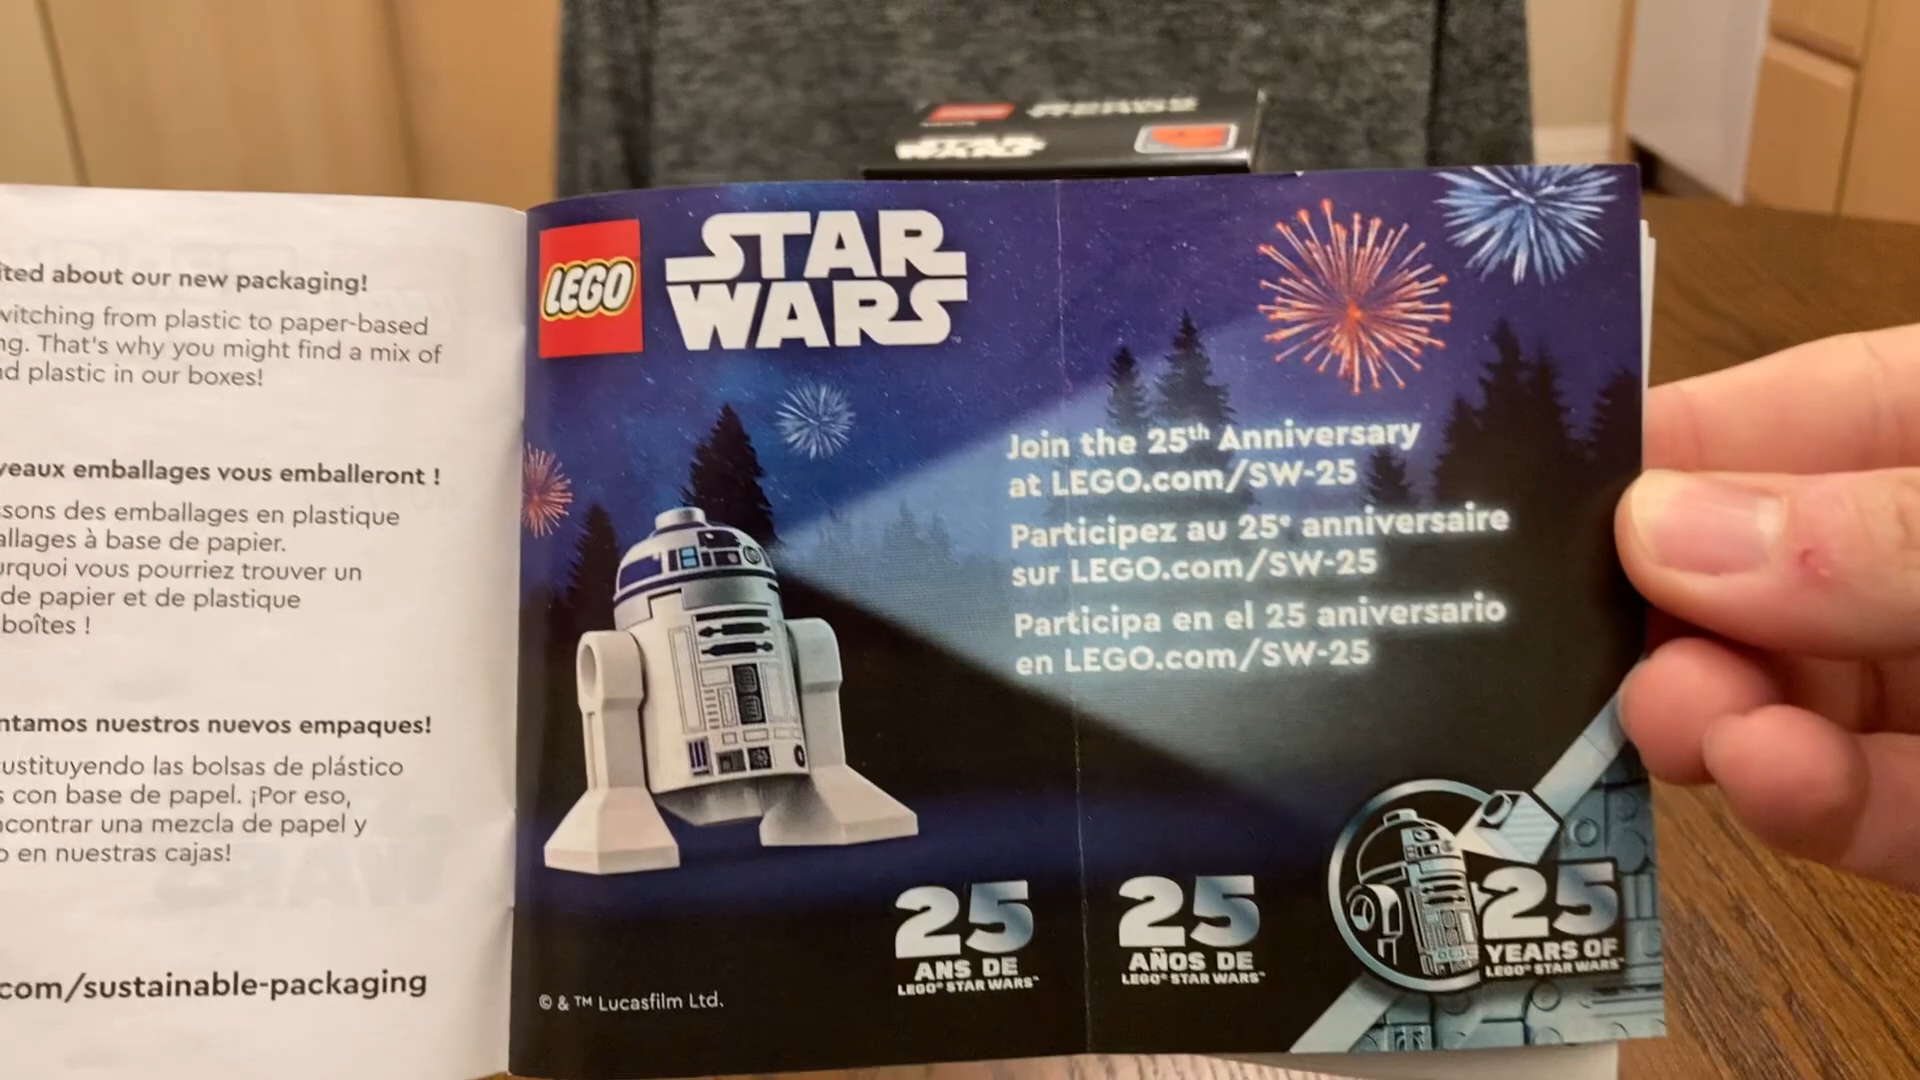 STAR
WARS
ited about our new packaging!
witching from plastic to paper-based
ng. That's why you might find a mix of
nd plastic in our boxes!
veaux emballages vous emballeront !
ssons des emballages en plastique
allages à base de papier.
urquoi vous pourriez trouver un
de papier et de plastique
boîtes !
ntamos nuestros nuevos empaques!
ustituyendo las bolsas de plástico
s con base de papel. ¡Por eso,
ncontrar una mezcla de papel y
o en nuestras cajas!
com/sustainable-packaging
LEGO
STAR
WARS™
Join the 25th Anniversary
at LEGO.com/SW-25
Participez au 25e anniversaire
sur LEGO.com/SW-25
Participa en el 25 aniversario
en LEGO.com/SW-25
25
ANS DE
LEGO® STAR WARS™
25
AÑOS DE
LEGO® STAR WARS™
25
YEARS OF
LEGO® STAR WARS™
© & ™ Lucasfilm Ltd.